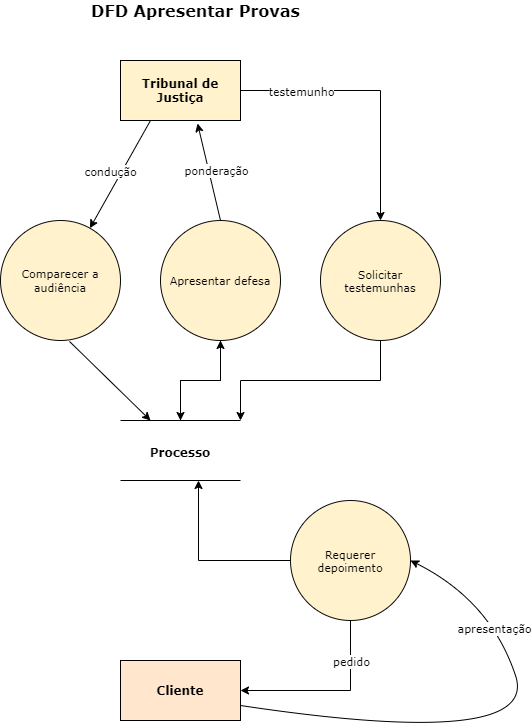 DFD Apresentar Provas
Tribunal de
Justiça
testemunho
condução
ponderação
Comparecer a
audiência
Apresentar defesa
Solicitar
testemunhas
Processo
Requerer
depoimento
apresentação
pedido
Cliente